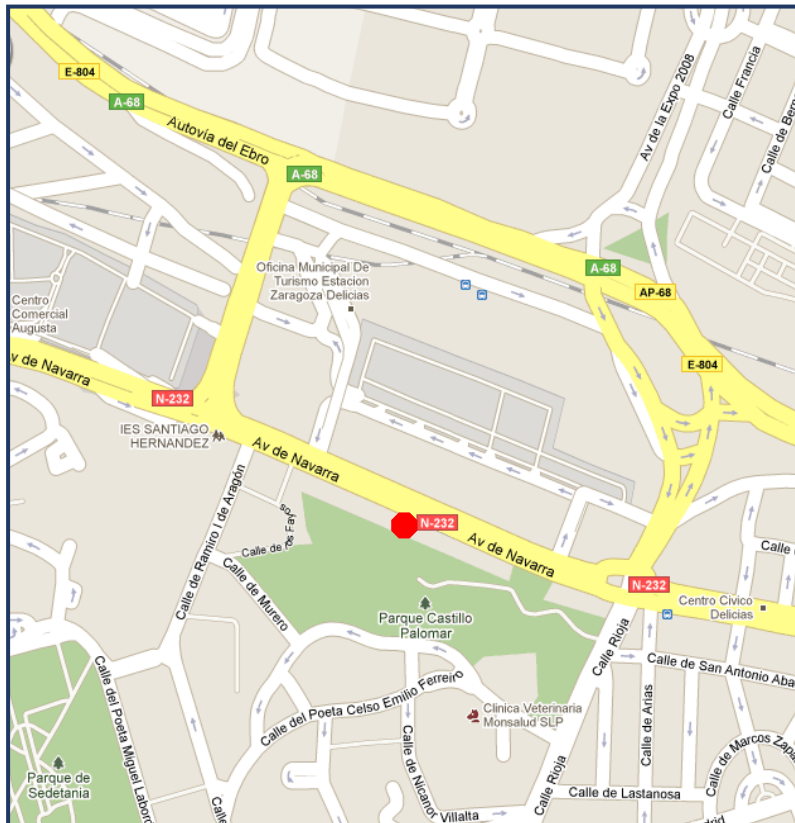 E-804
A-68
Autovía del Ebro
A-68
Av de la Expo 2008
Calle Francia
Calle de Bern
Oficina Municipal De
Turismo Estacion
Zaragoza Delicias
A-68
AP-68
E-804
Centro
Comercial
Augusta
v de Navarra
N-232
IES SANTIAGO
HERNANDEZ
Av de Navarra
N-232
Av de Navarra
N-232
Calle de Ramiro I de Aragón
Calle de los Fayos
Calle de Murero
Parque Castillo
Palomar
Centro Civico
Delicias
Calle
Calle Rioja
Calle de San Antonio Aba
Calle de Arias
Calle del Poeta Miguel Labord
Calle del Poeta Celso Emilio Ferreiro
Clinica Veterinaria
Monsalud SLP
Calle de Nicanor Villalta
Calle Rioja
Calle de Marcos Zapa
Calle de Lastanosa
Parque de
Sedetania
drid